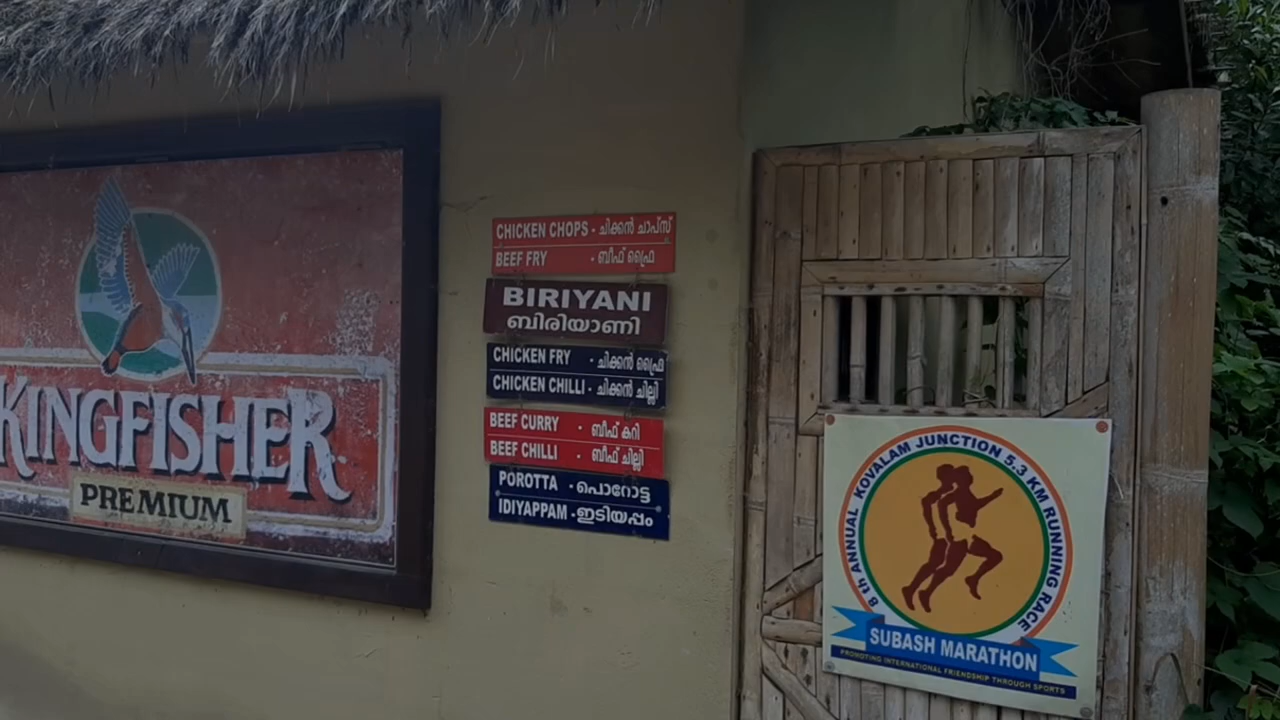 KINGFISHER
PREMIUM
CHICKEN CHOPS - ചിക്കൻ ചാപ്സ്
BEEF FRY - ബീഫ് ഫ്രൈ
BIRIYANI
ബിരിയാണി
CHICKEN FRY - ചിക്കൻ ഫ്രൈ
CHICKEN CHILLI - ചിക്കൻ ചില്ലി
BEEF CURRY - ബീഫ് കറി
BEEF CHILLI - ബീഫ് ചില്ലി
POROTTA - പൊറോട്ട
IDIYAPPAM - ഇടിയപ്പം
8 th ANNUAL KOVALAM JUNCTION 5.3 KM RUNNING RACE
SUBASH MARATHON
PROMOTING INTERNATIONAL FRIENDSHIP THROUGH SPORTS